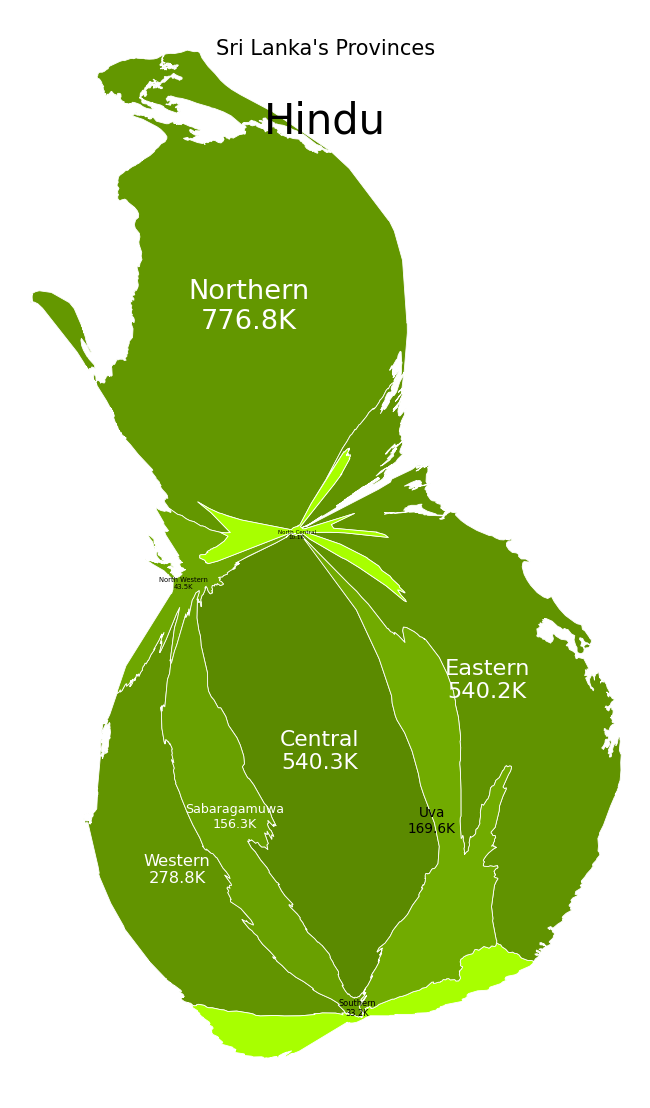 Sri Lanka's Provinces
Hindu
Northern
776.8K
North Central
North Western
43.5K
Eastern
540.2K
Central
540.3K
Sabaragamuwa
156.3K
Uva
169.6K
Western
278.8K
Southern
33.2K